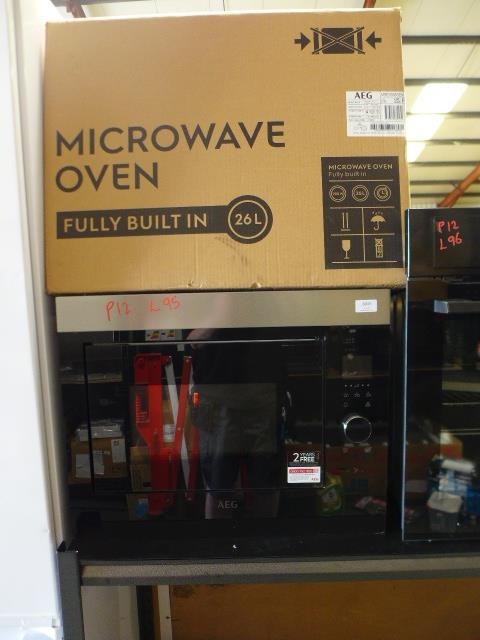 AEG
MICROWAVE
OVEN
FULLY BUILT IN 26L
MICROWAVE OVEN
Fully built in
P12
L96
P12 L95
2 YEARS
FREE
AEG